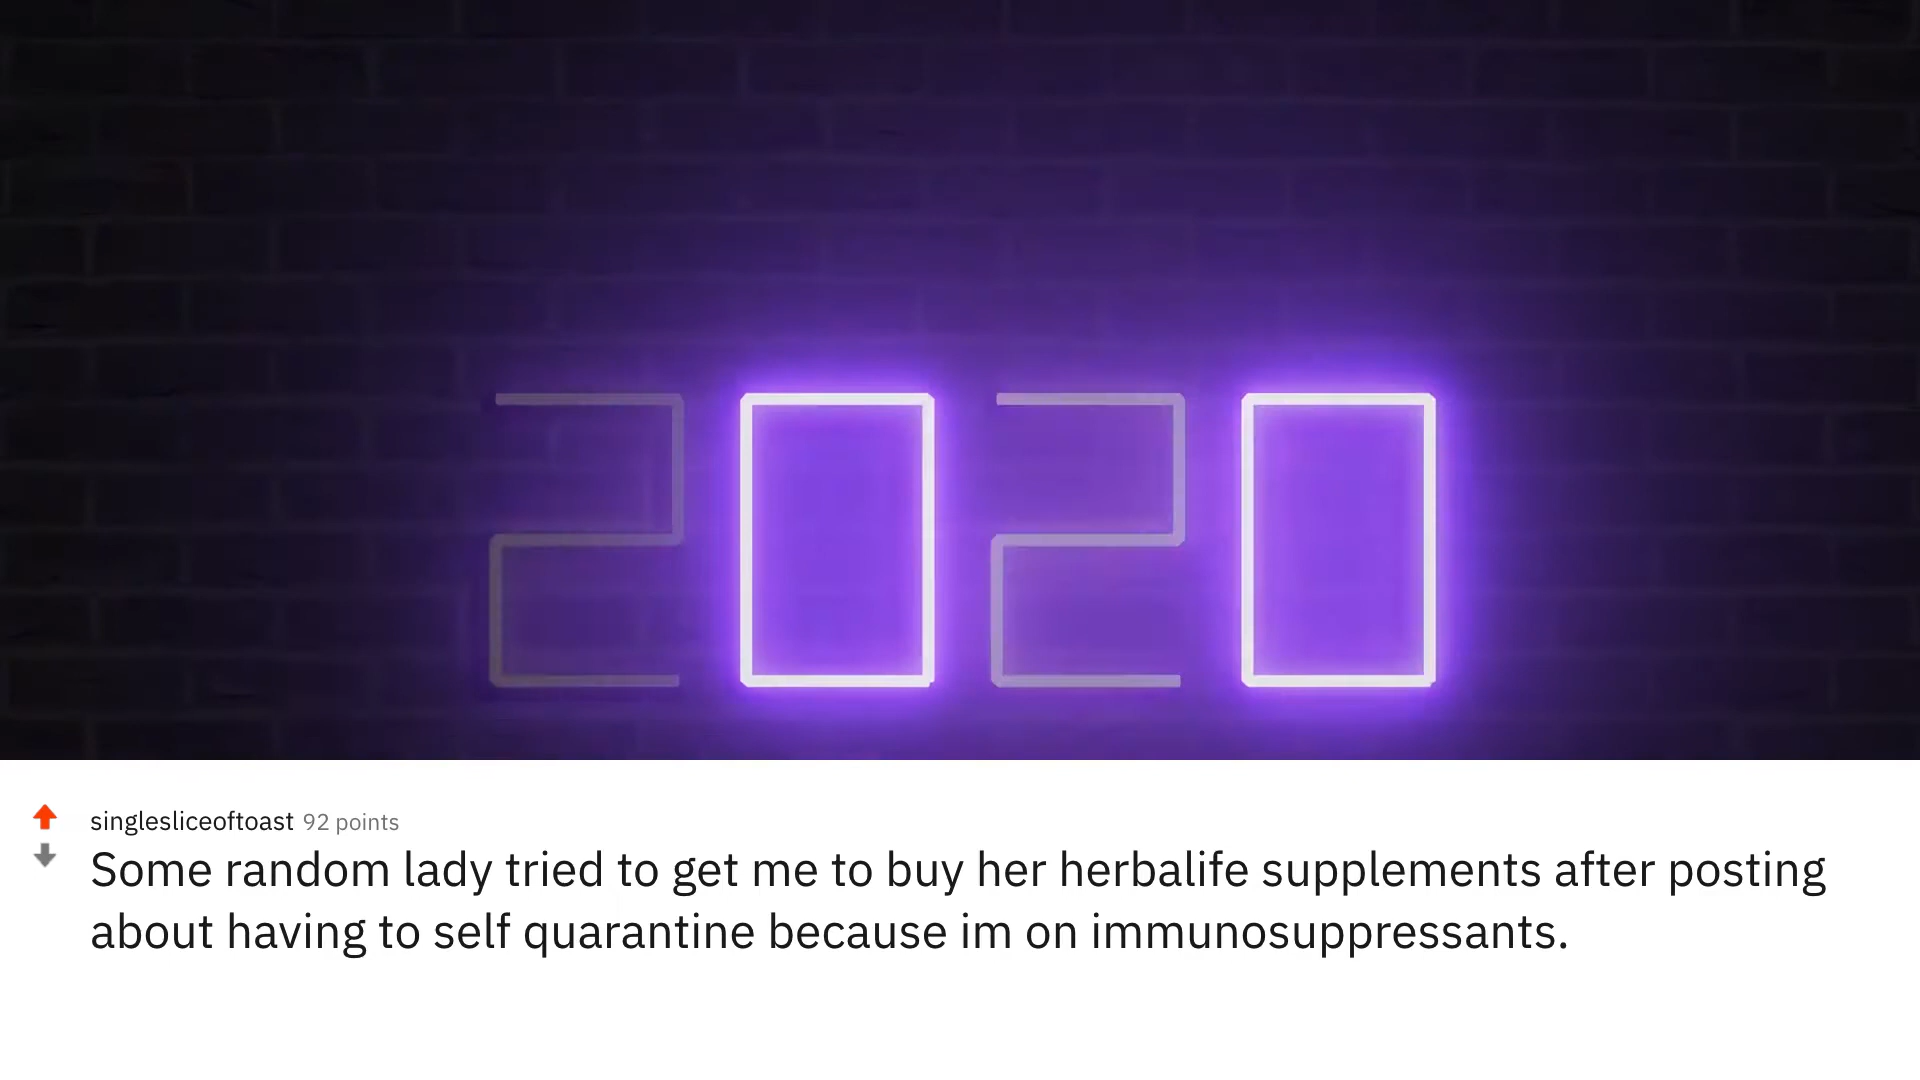 2020
singlesliceoftoast 92 points
Some random lady tried to get me to buy her herbalife supplements after posting
about having to self quarantine because im on immunosuppressants.